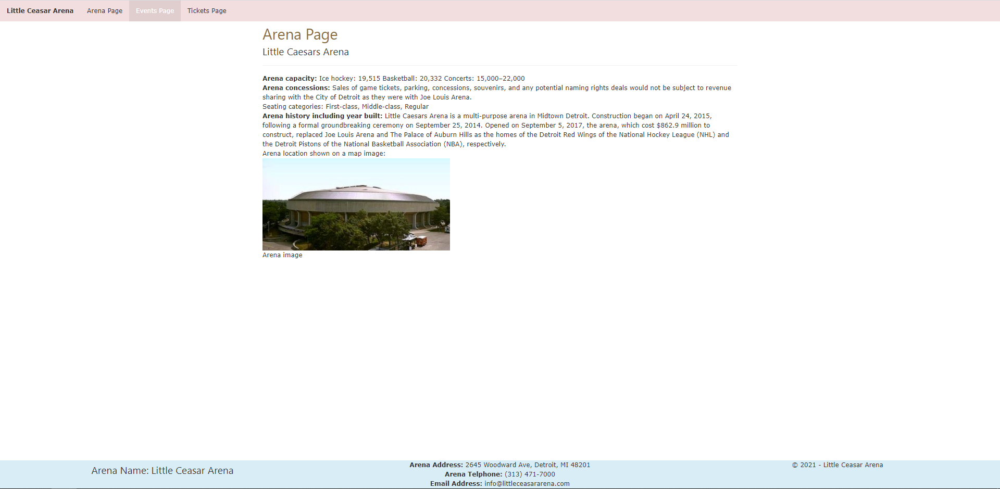 Little Ceasar Arena Arena Page Events Page Tickets Page
Arena Page
Little Caesars Arena
Arena capacity: Ice hockey: 19,515 Basketball: 20,332 Concerts: 15,000–22,000
Arena concessions: Sales of game tickets, parking, concessions, souvenirs, and any potential naming rights deals would not be subject to revenue
sharing with the City of Detroit as they were with Joe Louis Arena.
Seating categories: First-class, Middle-class, Regular
Arena history including year built: Little Caesars Arena is a multi-purpose arena in Midtown Detroit. Construction began on April 24, 2015,
following a formal groundbreaking ceremony on September 25, 2014. Opened on September 5, 2017, the arena, which cost $862.9 million to
construct, replaced Joe Louis Arena and The Palace of Auburn Hills as the homes of the Detroit Red Wings of the National Hockey League (NHL) and
the Detroit Pistons of the National Basketball Association (NBA), respectively.
Arena location shown on a map image:
Arena image
Arena Name: Little Ceasar Arena
Arena Address: 2645 Woodward Ave, Detroit, MI 48201
Arena Telphone: (313) 471-7000
Email Address: info@littleceasararena.com
© 2021 - Little Ceasar Arena